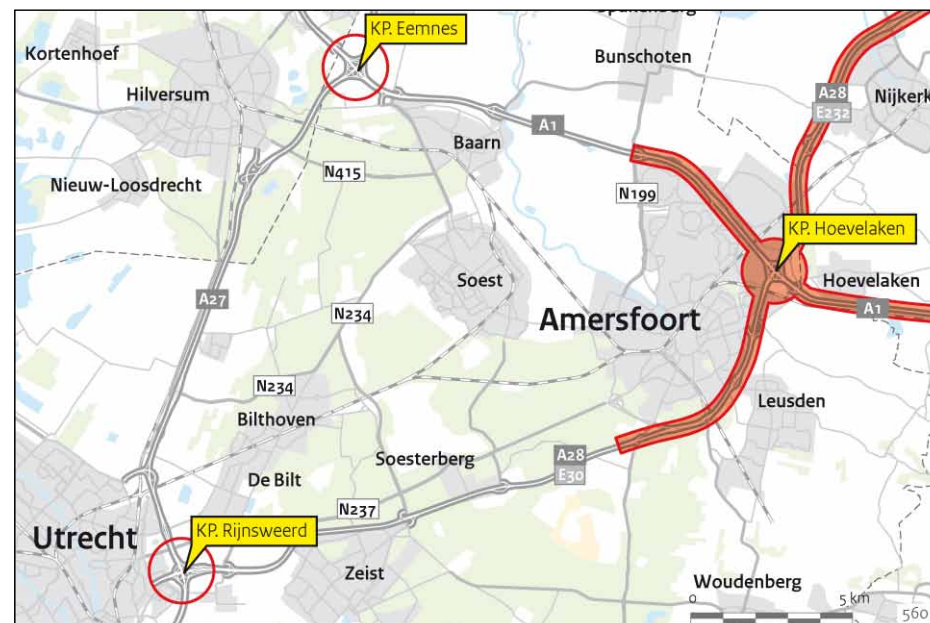 Spakenburg
KP. Eemnes
Kortenhoef
Bunschoten
Hilversum
A28
E232
Nijkerk
A1
Baarn
Nieuw-Loosdrecht
N415
N199
KP. Hoevelaken
Soest
Hoevelaken
A27
A1
N234
Amersfoort
N234
Leusden
Bilthoven
Soesterberg
A28
E30
De Bilt
N237
Utrecht
KP. Rijnsweerd
Zeist
Woudenberg
0 5 km
560